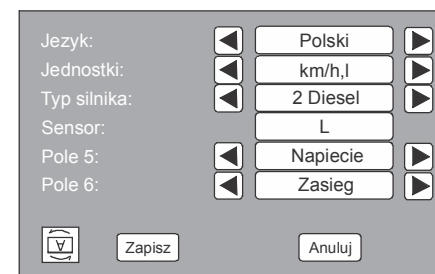 Jezyk: Polski
Jednostki: km/h,l
Typ silnika: 2 Diesel
Sensor: L
Pole 5: Napiecie
Pole 6: Zasieg
A Zapisz Anuluj